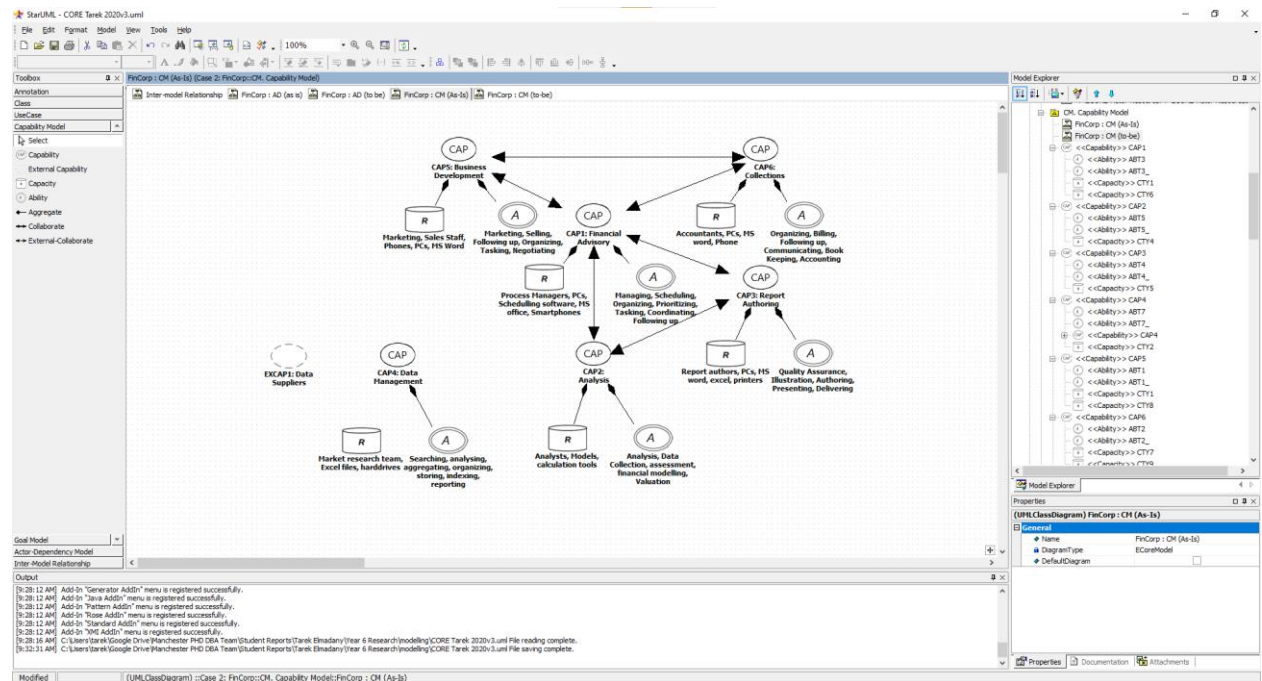 StarUML - CORE Tarek 2020v3.uml
File Edit Format Model View Tools Help
100%
Toolbox
FinCorp : CM (As-Is) (Case 2: FinCorp::CM. Capability Model)
Model Explorer
Annotation
Class
UseCase
Capability Model
Select
Capability
External Capability
Capacity
Ability
Aggregate
Collaborate
External-Collaborate
Goal Model
Actor-Dependency Model
Inter-Model Relationship
Inter-model Relationship FinCorp : AD (as is) FinCorp : AD (to be) FinCorp : CM (As-Is) FinCorp : CM (to-be)
CAP
CAP5: Business
Development
CAP
CAP6:
Collections
R
Marketing, Sales Staff,
Phones, PCs, MS Word
A
Marketing, Selling,
Following up, Organizing,
Tasking, Negotiating
CAP
CAP1: Financial
Advisory
R
Accountants, PCs, MS
word, Phone
A
Organizing, Billing,
Following up,
Communicating, Book
Keeping, Accounting
R
Process Managers, PCs,
Schedulling software, MS
office, Smartphones
A
Managing, Scheduling,
Organizing, Prioritizing,
Tasking, Coordinating,
Following up
CAP
CAP3: Report
Authoring
EXCAP1: Data
Suppliers
CAP
CAP4: Data
Management
CAP
CAP2:
Analysis
R
Report authors, PCs, MS
word, excel, printers
A
Quality Assurance,
Illustration, Authoring,
Presenting, Delivering
R
Market research team,
Excel files, harddrives
A
Searching, analysing,
aggregating, organizing,
storing, indexing,
reporting
R
Analysts, Models,
calculation tools
A
Analysis, Data
Collection, assessment,
financial modelling,
Valuation
CM. Capability Model
FinCorp : CM (As-Is)
FinCorp : CM (to-be)
<<Capability>> CAP1
<<Ability>> ABT3
<<Ability>> ABT3_
<<Capacity>> CTY1
<<Capacity>> CTY6
<<Capability>> CAP2
<<Ability>> ABT5
<<Ability>> ABT5_
<<Capacity>> CTY4
<<Capability>> CAP3
<<Ability>> ABT4
<<Ability>> ABT4_
<<Capacity>> CTY5
<<Capability>> CAP4
<<Ability>> ABT7
<<Ability>> ABT7_
<<Capability>> CAP4
<<Capacity>> CTY2
<<Capability>> CAP5
<<Ability>> ABT1
<<Ability>> ABT1_
<<Capacity>> CTY1
<<Capacity>> CTY8
<<Capability>> CAP6
<<Ability>> ABT2
<<Ability>> ABT2_
<<Capacity>> CTY7
<<Capacity>> CTY9
Model Explorer
Properties
(UMLClassDiagram) FinCorp : CM (As-Is)
General
Name FinCorp : CM (As-Is)
DiagramType ECoreModel
DefaultDiagram
Properties Documentation Attachments
Output
[9:28:12 AM] Add-In "Generator AddIn" menu is registered successfully.
[9:28:12 AM] Add-In "Java AddIn" menu is registered successfully.
[9:28:12 AM] Add-In "Pattern AddIn" menu is registered successfully.
[9:28:12 AM] Add-In "Rose AddIn" menu is registered successfully.
[9:28:12 AM] Add-In "Standard AddIn" menu is registered successfully.
[9:28:12 AM] Add-In "XMI AddIn" menu is registered successfully.
[9:28:16 AM] C:\Users\tarek\Google Drive\Manchester PHD DBA Team\Student Reports\Tarek Elmadany\Year 6 Research\modelling\CORE Tarek 2020v3.uml File reading complete.
[9:32:31 AM] C:\Users\tarek\Google Drive\Manchester PHD DBA Team\Student Reports\Tarek Elmadany\Year 6 Research\modelling\CORE Tarek 2020v3.uml File saving complete.
Modified
(UMLClassDiagram) ::Case 2: FinCorp::CM. Capability Model::FinCorp : CM (As-Is)